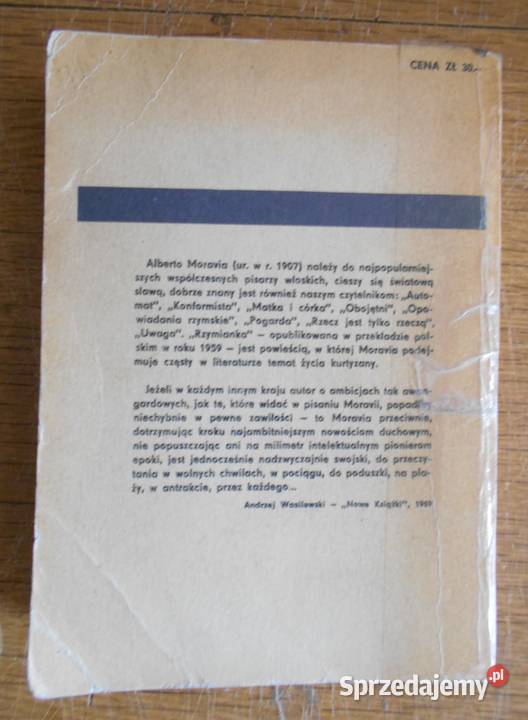 CENA ZŁ 30.-
Alberto Moravia (ur. w r. 1907) należy do najpopularniej-
szych współczesnych pisarzy włoskich, cieszy się światową
sławą, dobrze znany jest również naszym czytelnikom: „Auto-
mat”, „Konformista”, „Matka i córka”, „Obojętni”, „Opo-
wiadania rzymskie”, „Pogarda”, „Rzecz jest tylko rzeczą”,
„Uwaga”. „Rzymianka” – opublikowana w przekładzie pol-
skim w roku 1959 – jest powieścią, w której Moravia podej-
muje częsty w literaturze temat życia kurtyzany.
Jeżeli w każdym innym kraju autor o ambicjach tak awan-
gardowych, jak te, które widać w pisaniu Moravii, popadłby
niechybnie w pewne zawiłości – to Moravia przeciwnie,
dotrzymując kroku najambitniejszym nowościom duchowym,
nie popuszczając ani na milimetr intelektualnym pionierom
epoki, jest jednocześnie nadzwyczajnie swojski, do przeczy-
tania w wolnych chwilach, w pociągu, do poduszki, na pla-
ży, w antrakcie, przez każdego...
Andrzej Wasilewski – „Nowe Książki”, 1960
Sprzedajemy.pl